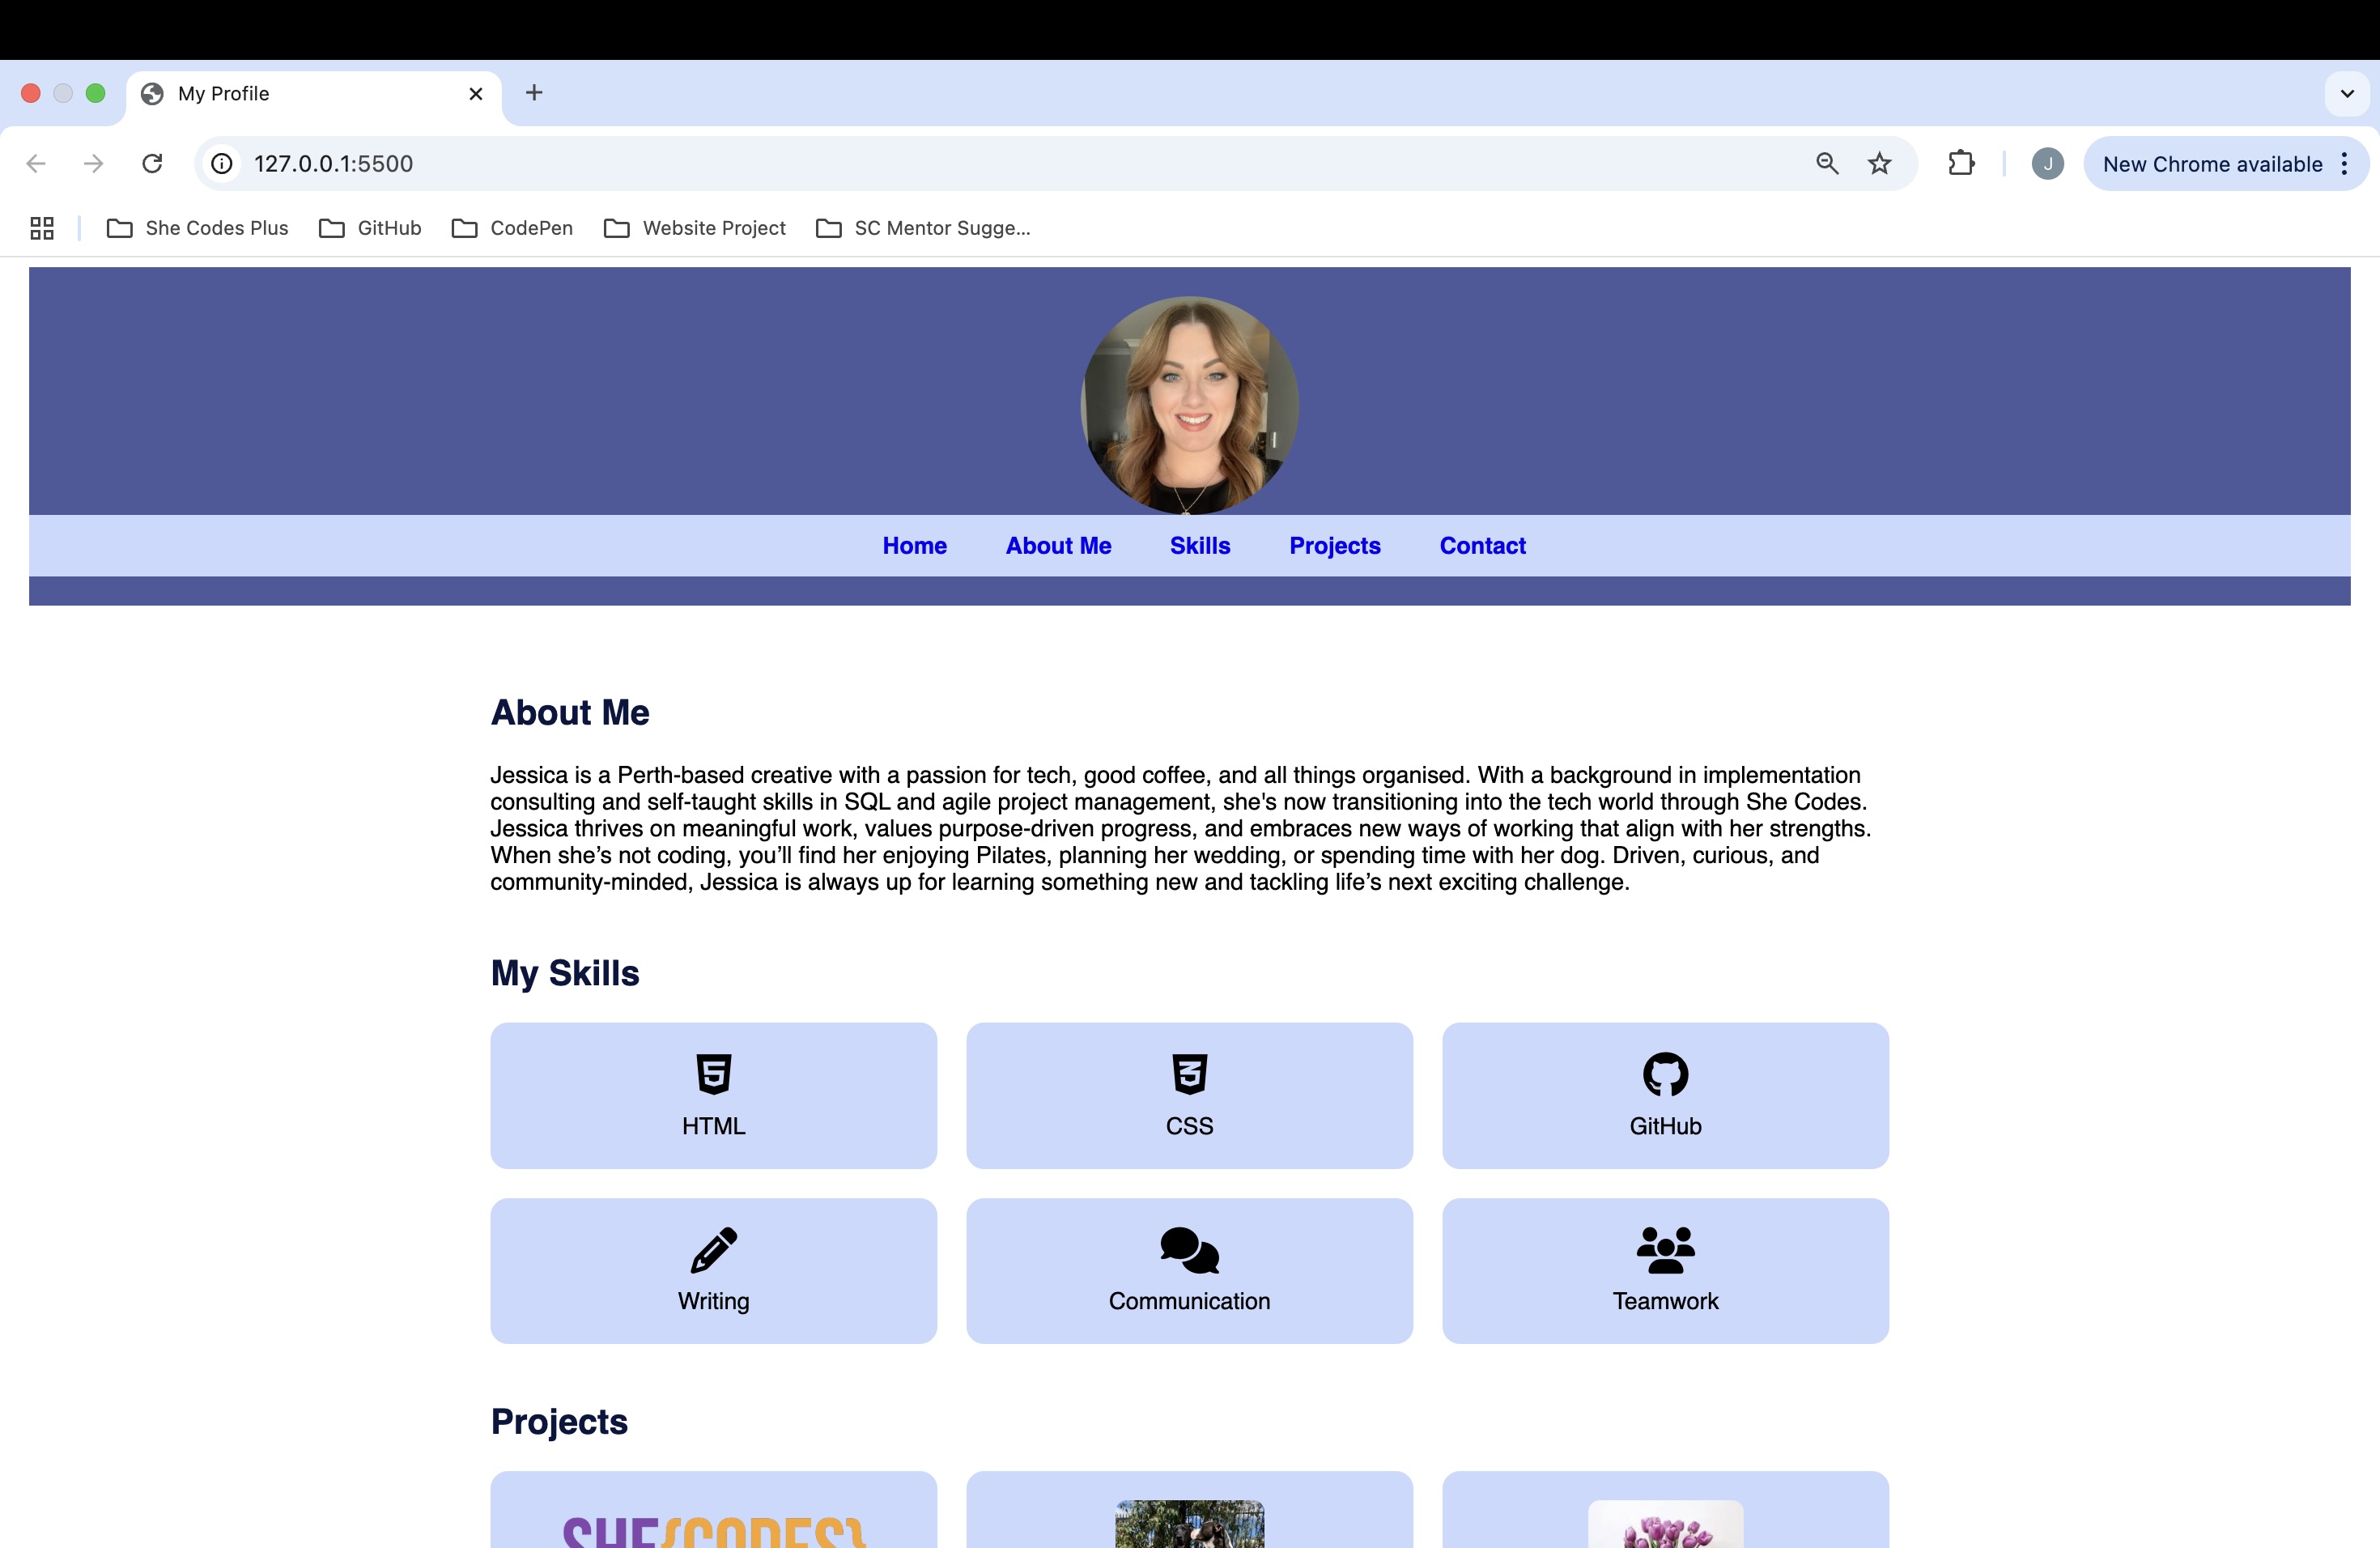 My Profile
127.0.0.1:5500
J
New Chrome available
She Codes Plus
GitHub
CodePen
Website Project
SC Mentor Sugge...
Home
About Me
Skills
Projects
Contact
About Me
Jessica is a Perth-based creative with a passion for tech, good coffee, and all things organised. With a background in implementation
consulting and self-taught skills in SQL and agile project management, she's now transitioning into the tech world through She Codes.
Jessica thrives on meaningful work, values purpose-driven progress, and embraces new ways of working that align with her strengths.
When she’s not coding, you’ll find her enjoying Pilates, planning her wedding, or spending time with her dog. Driven, curious, and
community-minded, Jessica is always up for learning something new and tackling life’s next exciting challenge.
My Skills
HTML
CSS
GitHub
Writing
Communication
Teamwork
Projects
SHE{CODES}